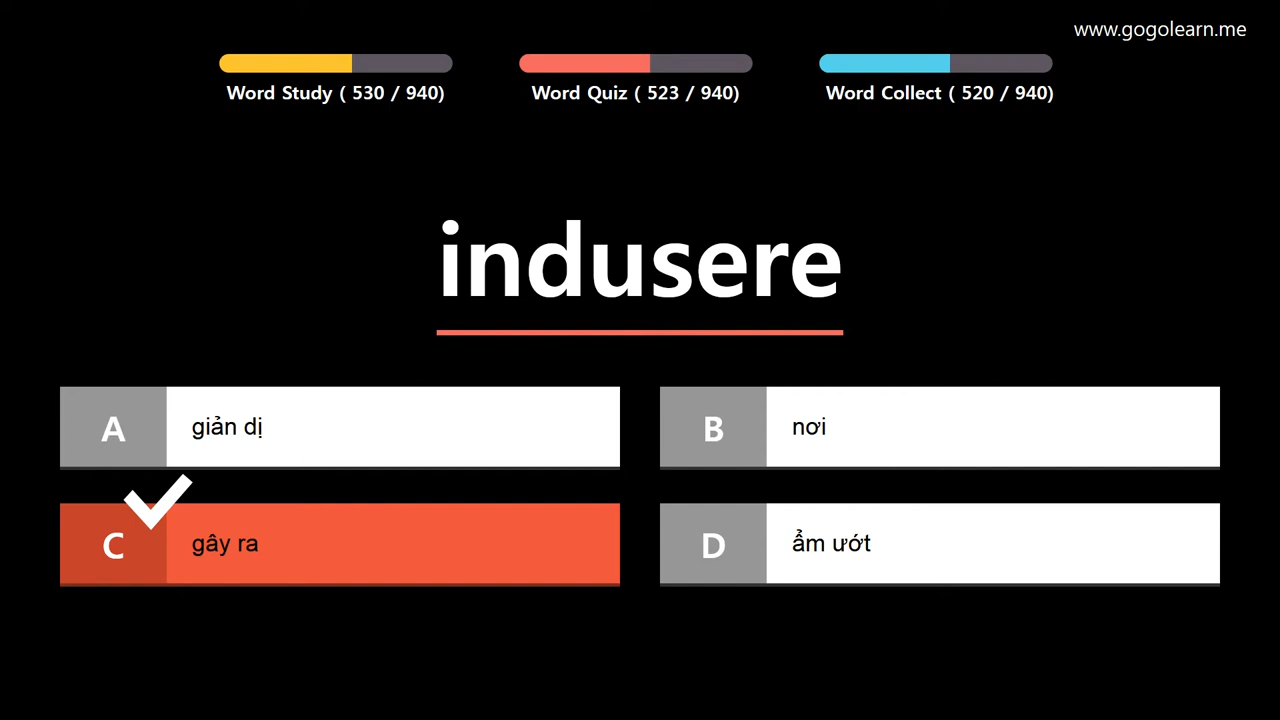 www.gogolearn.me
Word Study ( 530 / 940)
Word Quiz ( 523 / 940)
Word Collect ( 520 / 940)
indusere
A
giản dị
B
nơi
C
gây ra
D
ẩm ướt